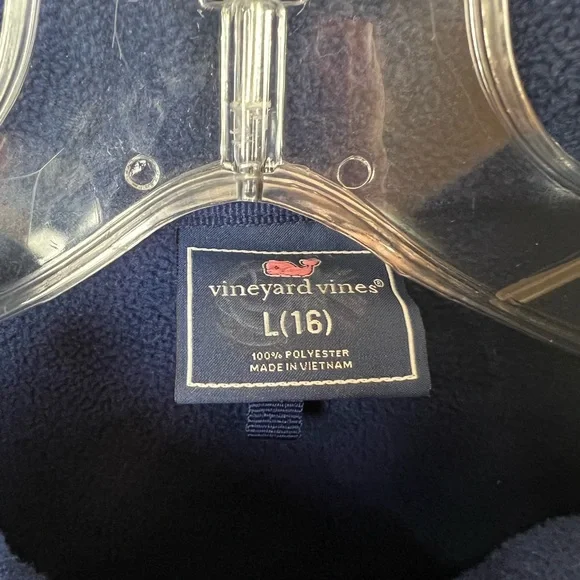 vineyard vines®
L(16)
100% POLYESTER
MADE IN VIETNAM